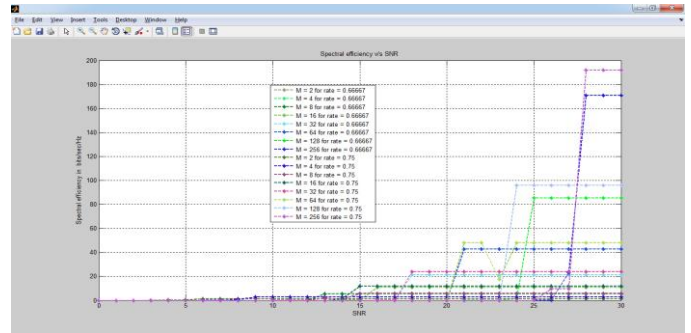 File Edit View Insert Tools Desktop Window Help
Spectral efficiency v/s SNR
200
180
160
140
120
100
80
60
40
20
0
Spectral efficiency in bits/sec/Hz
M = 2 for rate = 0.66667
M = 4 for rate = 0.66667
M = 8 for rate = 0.66667
M = 16 for rate = 0.66667
M = 32 for rate = 0.66667
M = 64 for rate = 0.66667
M = 128 for rate = 0.66667
M = 256 for rate = 0.66667
M = 2 for rate = 0.75
M = 4 for rate = 0.75
M = 8 for rate = 0.75
M = 16 for rate = 0.75
M = 32 for rate = 0.75
M = 64 for rate = 0.75
M = 128 for rate = 0.75
M = 256 for rate = 0.75
0 5 10 15 20 25 30
SNR